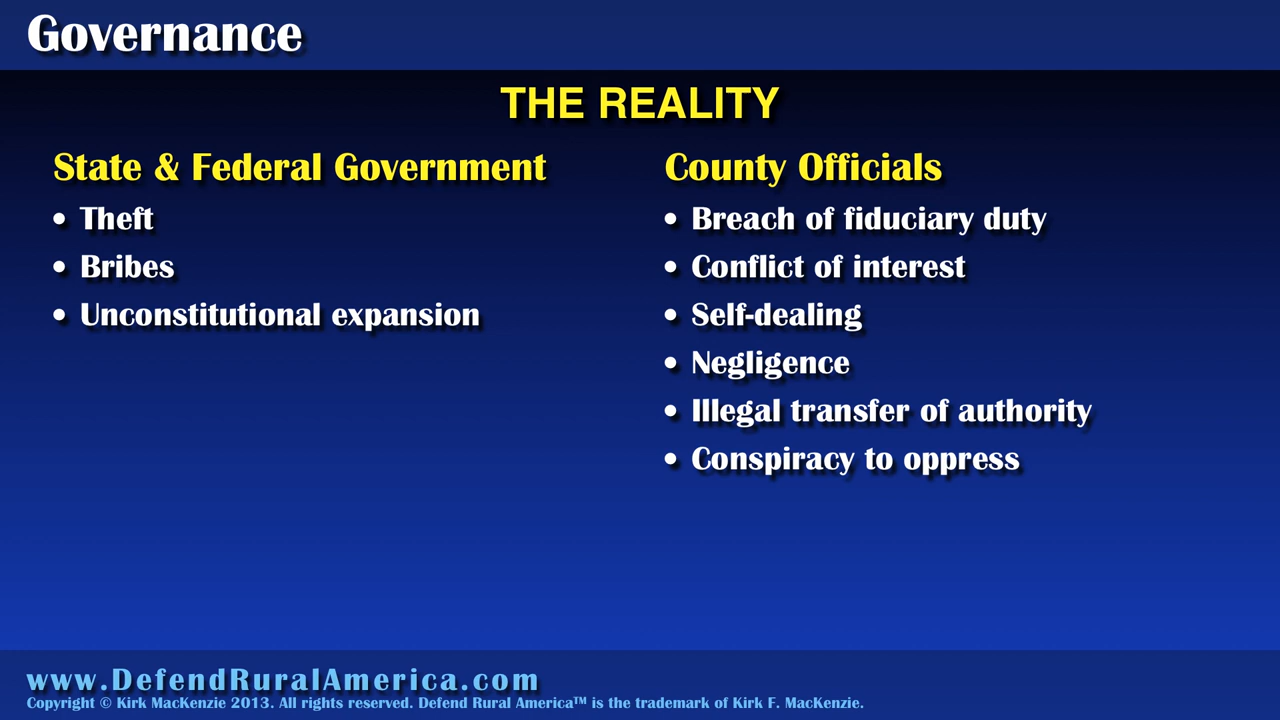 Governance
THE REALITY
State & Federal Government
• Theft
• Bribes
• Unconstitutional expansion
County Officials
• Breach of fiduciary duty
• Conflict of interest
• Self-dealing
• Negligence
• Illegal transfer of authority
• Conspiracy to oppress
www.DefendRuralAmerica.com
Copyright © Kirk MacKenzie 2013. All rights reserved. Defend Rural America™ is the trademark of Kirk F. MacKenzie.